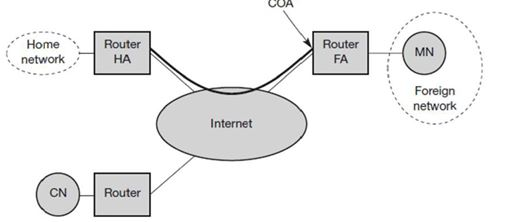 COA
Home
network
Router
HA
Router
FA
MN
Foreign
network
Internet
CN
Router